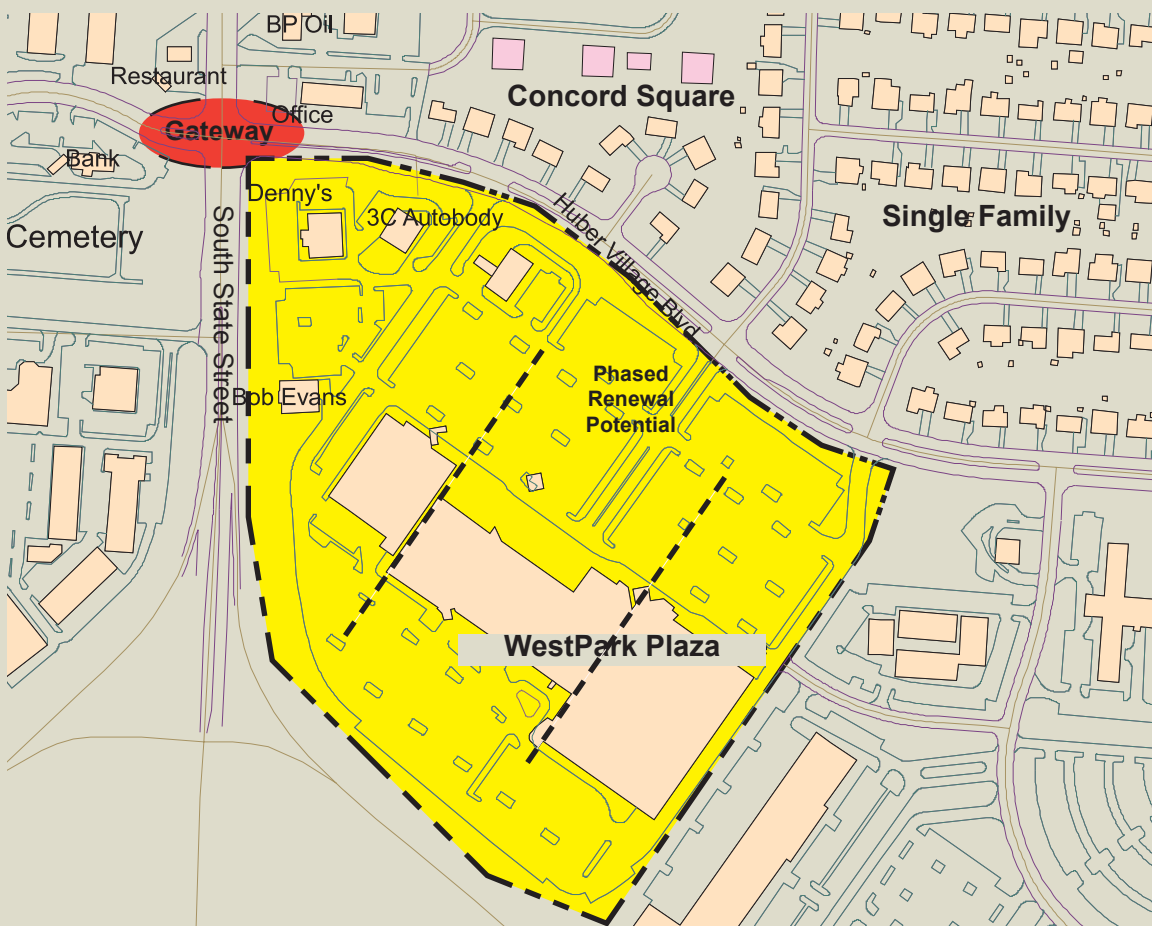 BP Oil
Restaurant
Concord Square
Office
Gateway
Bank
Denny's
3C Autobody
Single Family
Cemetery
South State Street
Huber Village Blvd
Phased
Renewal
Potential
Bob Evans
WestPark Plaza